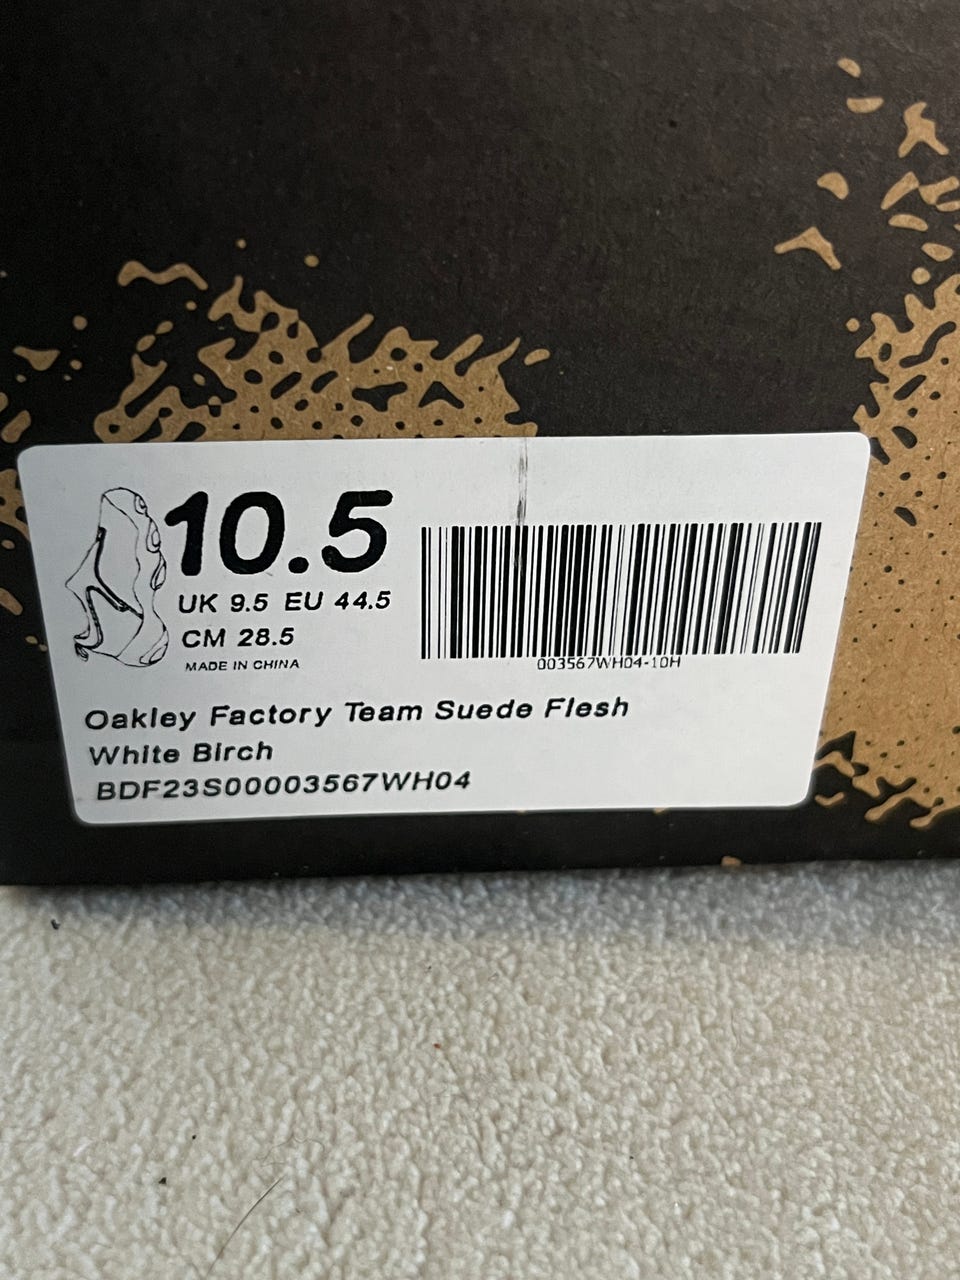 10.5
UK 9.5 EU 44.5
CM 28.5
MADE IN CHINA
003567WH04-10H
Oakley Factory Team Suede Flesh
White Birch
BDF23S00003567WH04